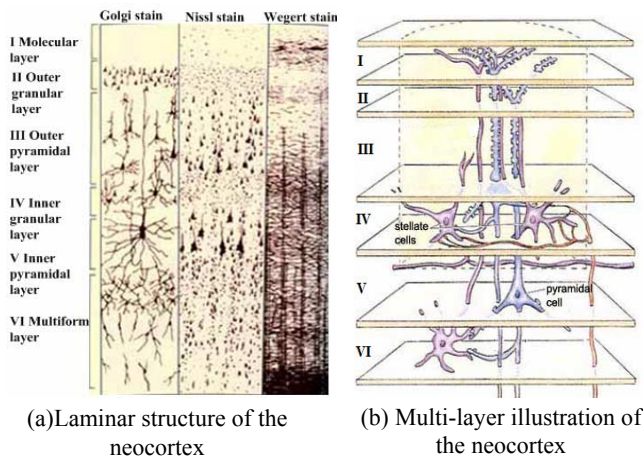 Golgi stain Nissl stain Wegert stain
I Molecular
layer
II Outer
granular
layer
III Outer
pyramidal
layer
IV Inner
granular
layer
V Inner
pyramidal
layer
VI Multiform
layer
(a)Laminar structure of the
neocortex
I
II
III
IV
stellate
cells
V
pyramidal
cell
VI
(b) Multi-layer illustration of
the neocortex